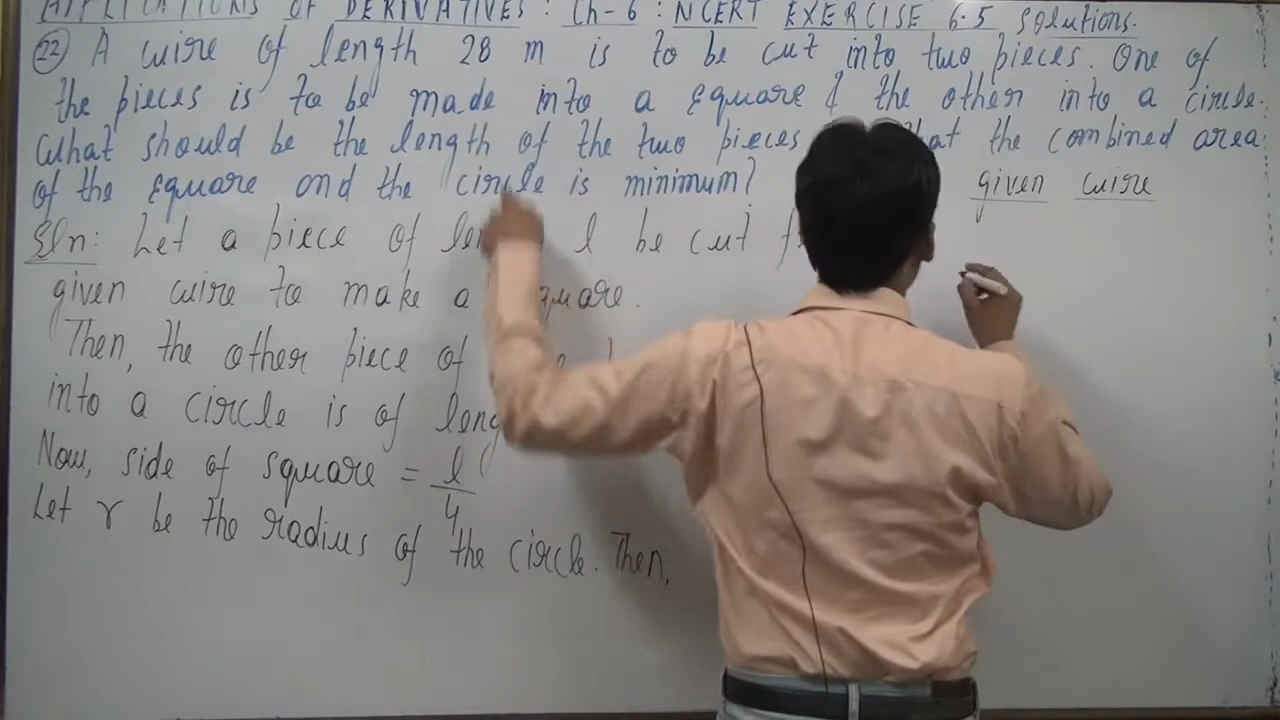 APPLICATIONS OF DERIVATIVES : Ch-6 : NCERT EXERCISE 6.5 solutions.
22 A wire of length 28 m is to be cut into two pieces. One of
the pieces is to be made into a square & the other into a circle.
What should be the length of the two pieces the combined area
of the square and the circle is minimum? given wire
Sln: Let a piece of l be cut
given wire to make a
Then, the other piece of
into a circle is of
Now, side of square = l/4
Let r be the radius of the circle. Then,